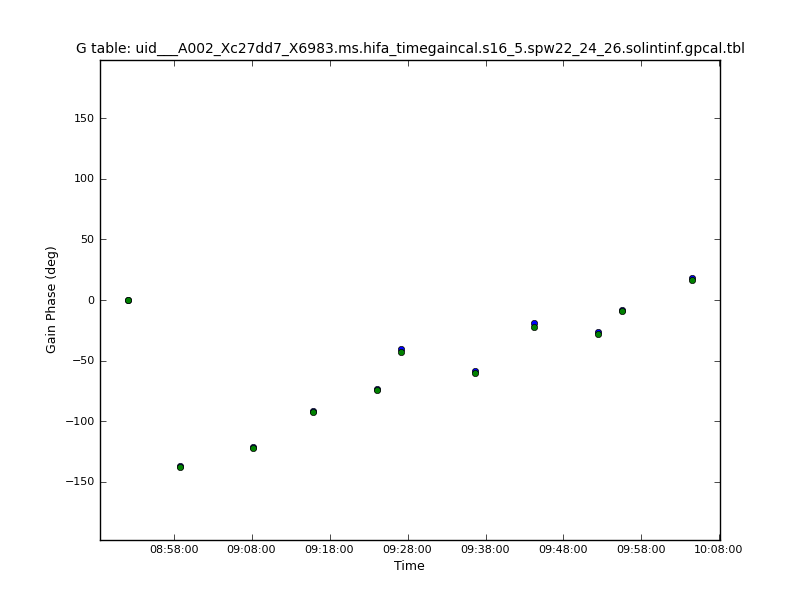 G table: uid___A002_Xc27dd7_X6983.ms.hifa_timegaincal.s16_5.spw22_24_26.solintinf.gpcal.tbl
150
100
50
0
−50
−100
−150
Gain Phase (deg)
08:58:00 09:08:00 09:18:00 09:28:00 09:38:00 09:48:00 09:58:00 10:08:00
Time